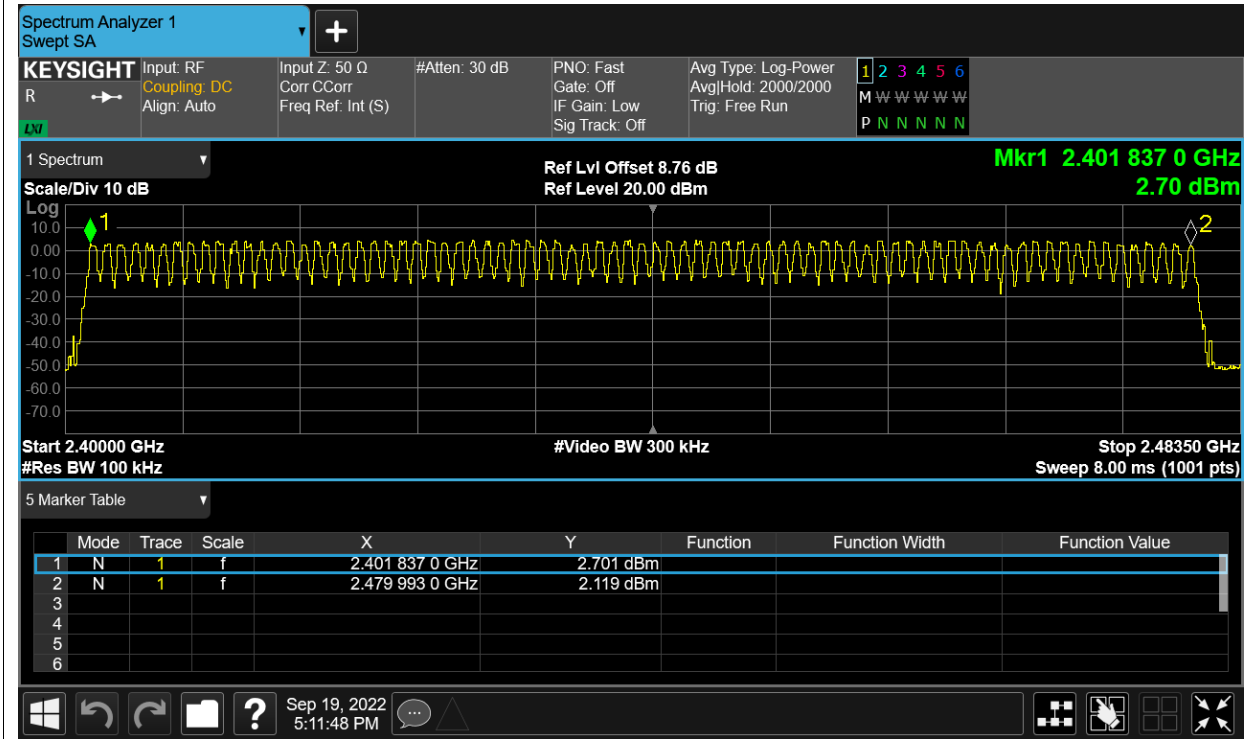 Spectrum Analyzer 1
Swept SA
KEYSIGHT
R
LXI
Input: RF
Coupling: DC
Align: Auto
Input Z: 50 Ω
Corr CCorr
Freq Ref: Int (S)
#Atten: 30 dB
PNO: Fast
Gate: Off
IF Gain: Low
Sig Track: Off
Avg Type: Log-Power
Avg|Hold: 2000/2000
Trig: Free Run
1 2 3 4 5 6
M W W W W W
P N N N N N
1 Spectrum
Scale/Div 10 dB
Ref Lvl Offset 8.76 dB
Ref Level 20.00 dBm
Mkr1 2.401 837 0 GHz
2.70 dBm
Log
1
2
10.0
0.00
-10.0
-20.0
-30.0
-40.0
-50.0
-60.0
-70.0
Start 2.40000 GHz
#Video BW 300 kHz
Stop 2.48350 GHz
#Res BW 100 kHz
Sweep 8.00 ms (1001 pts)
5 Marker Table
Mode Trace Scale X Y Function Function Width Function Value
1 N 1 f 2.401 837 0 GHz 2.701 dBm
2 N 1 f 2.479 993 0 GHz 2.119 dBm
3
4
5
6
?
Sep 19, 2022
5:11:48 PM